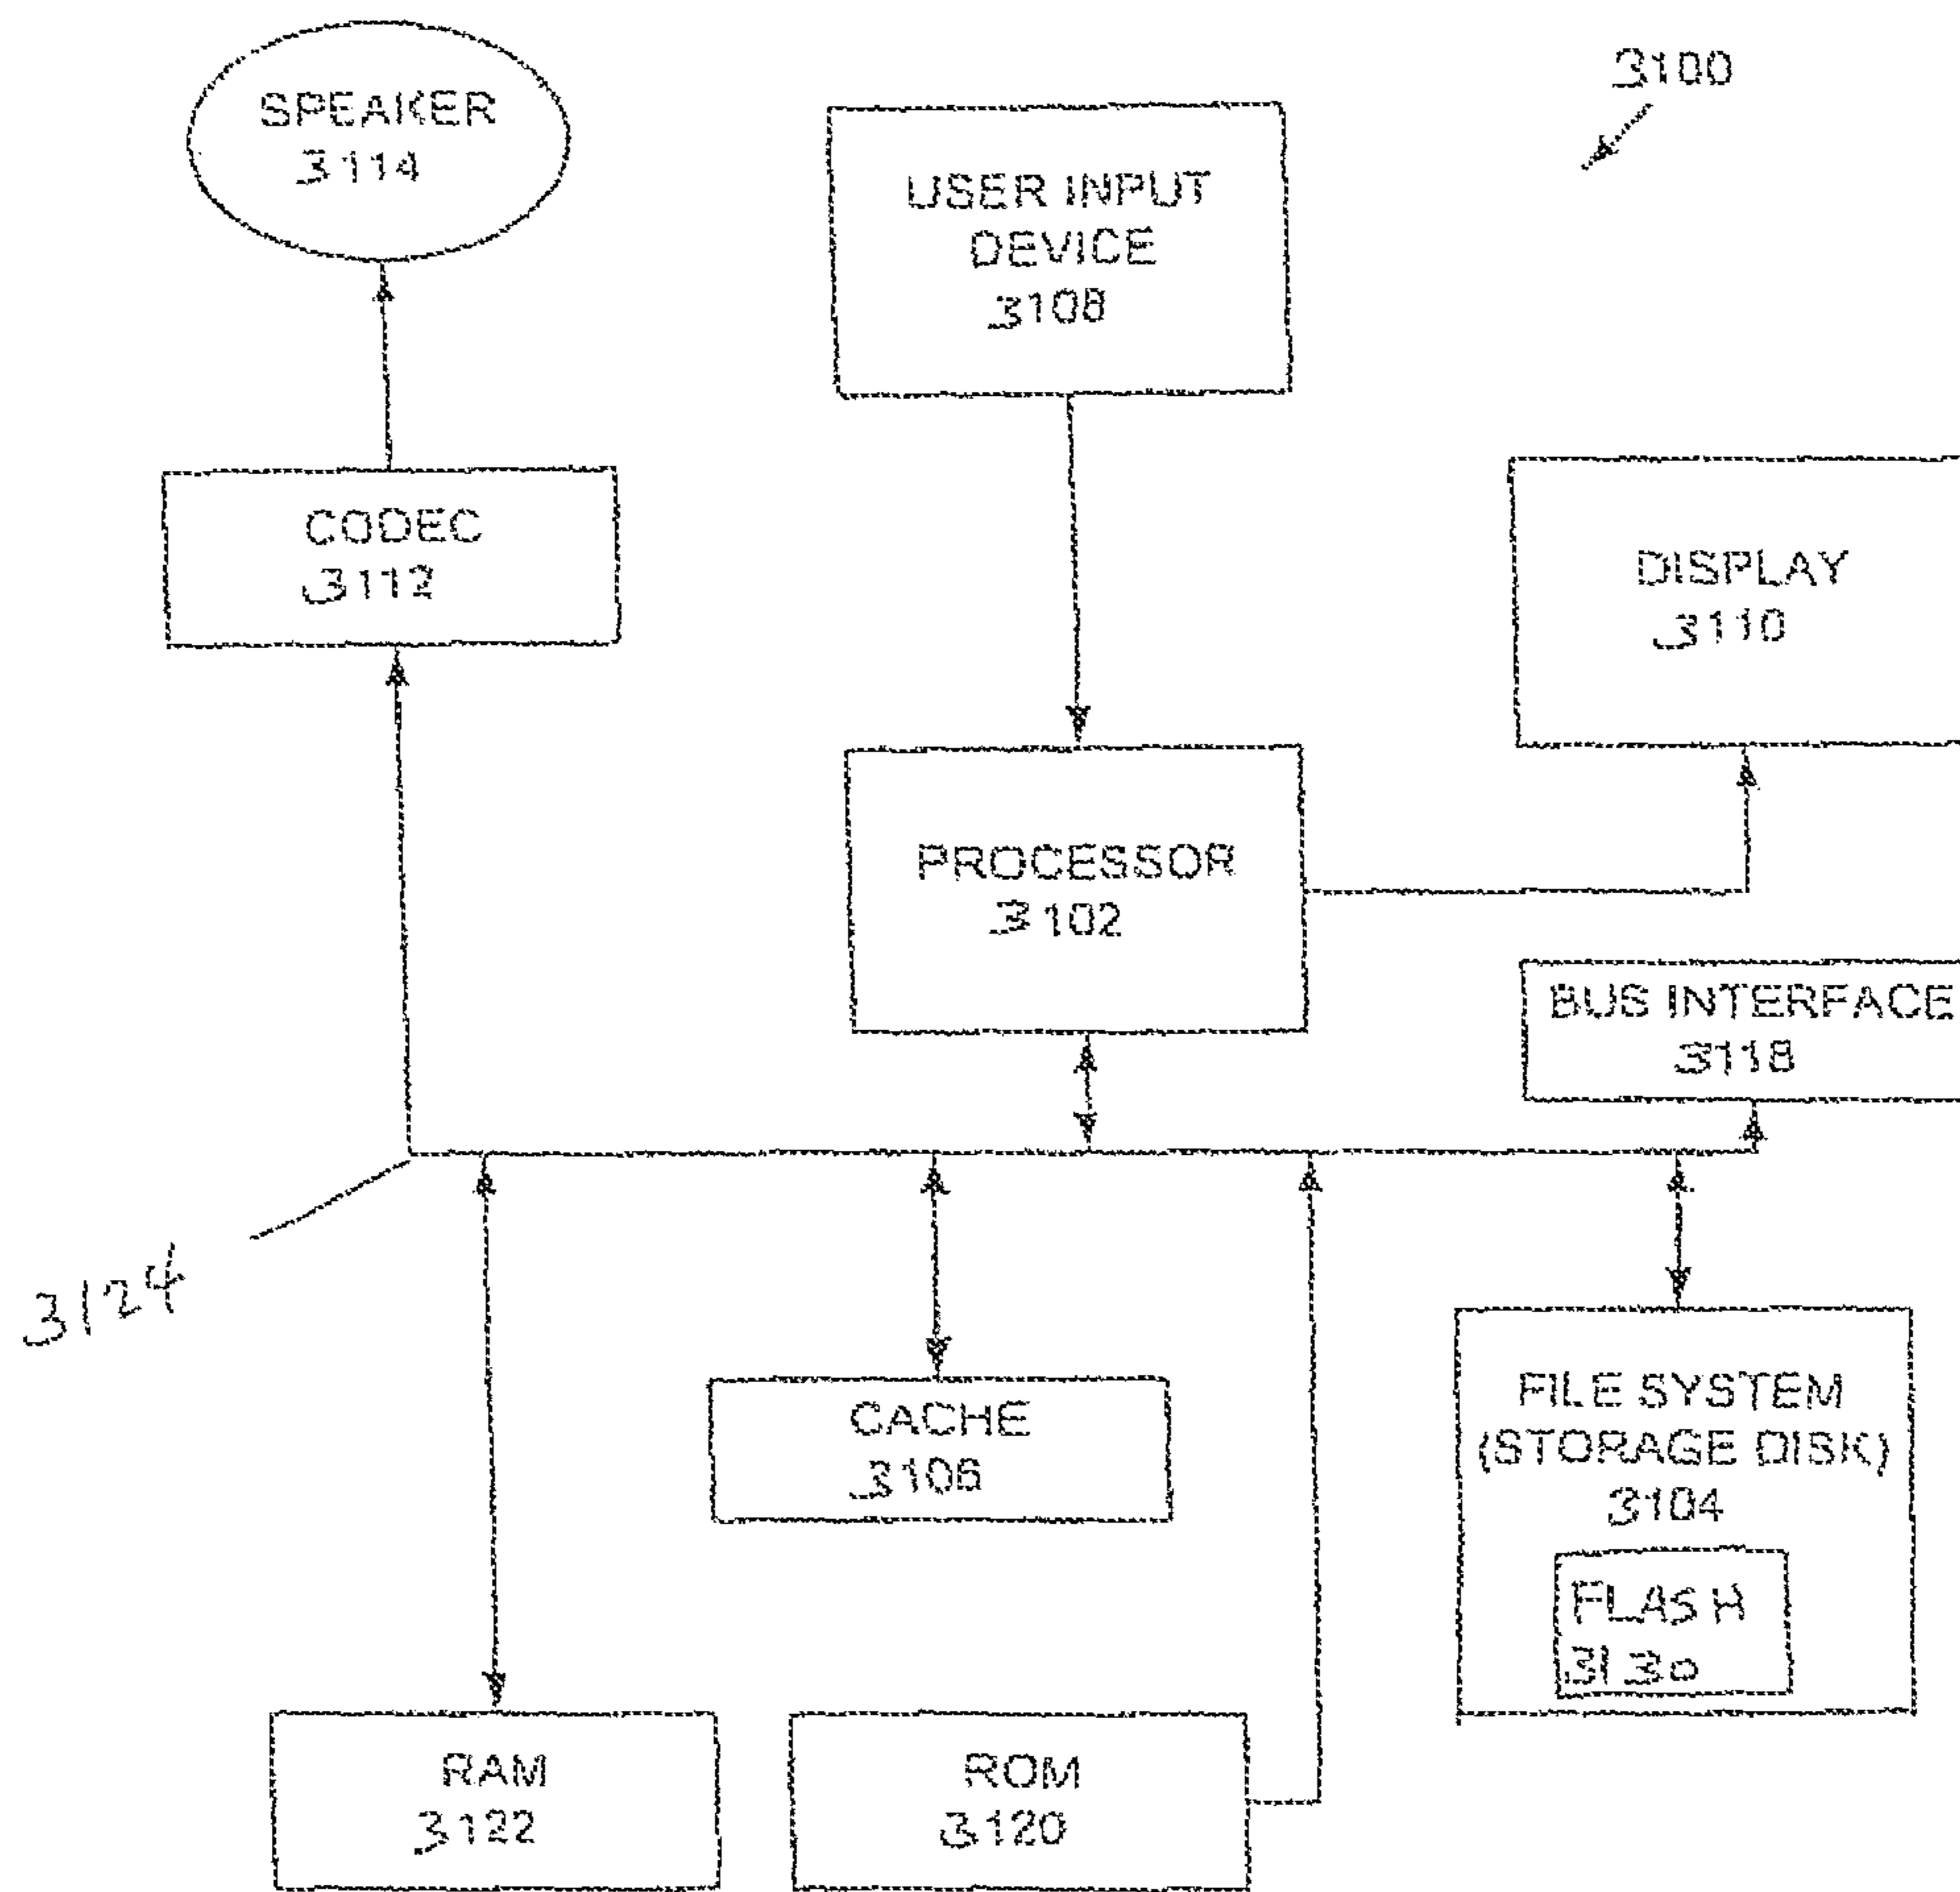 3100
SPEAKER
3114
USER INPUT
DEVICE
3108
CODEC
3112
DISPLAY
3110
PROCESSOR
3102
BUS INTERFACE
3118
3124
CACHE
3106
FILE SYSTEM
(STORAGE DISK)
3104
FLASH
3130
RAM
3122
ROM
3120